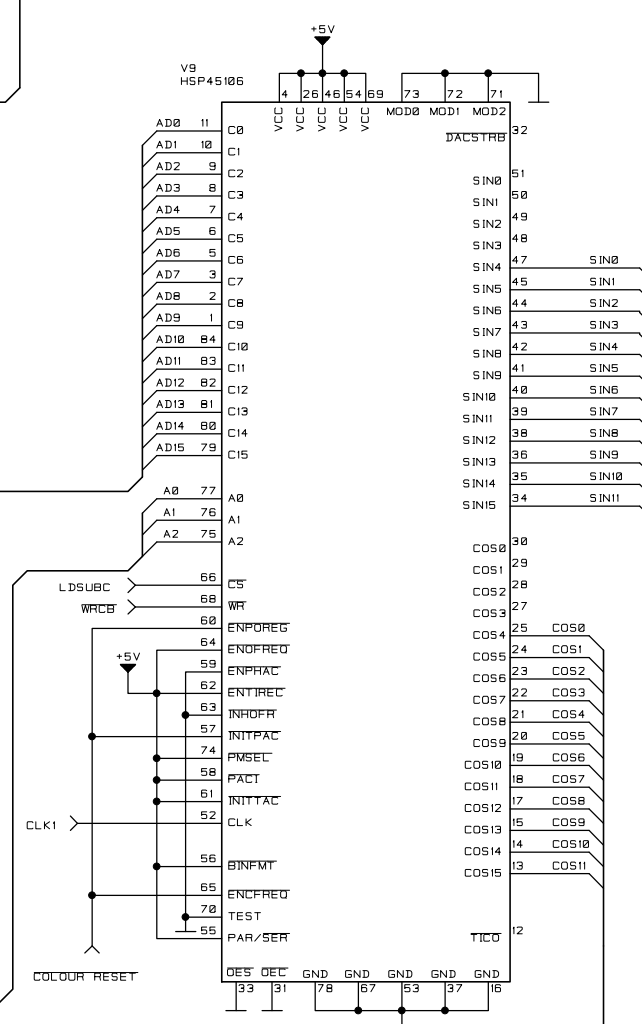 +5V
V9
HSP45106
4 26 46 54 69 73 72 71
VCC VCC VCC VCC VCC MOD0 MOD1 MOD2
DACSTRB 32
AD0 11 C0
AD1 10 C1
AD2 9 C2
AD3 8 C3
AD4 7 C4
AD5 6 C5
AD6 5 C6
AD7 3 C7
AD8 2 C8
AD9 1 C9
AD10 84 C10
AD11 83 C11
AD12 82 C12
AD13 81 C13
AD14 80 C14
AD15 79 C15
A0 77 A0
A1 76 A1
A2 75 A2
LDSUBC 66 CS
WRCB 68 WR
60 ENPOREG
64 ENOFREQ
+5V
59 ENPHAC
62 ENTIREC
63 INHOFR
57 INITPAC
74 PMSEL
58 PACI
61 INITTAC
CLK1 52 CLK
56 BINFMT
65 ENCFREQ
70 TEST
55 PAR/SER
COLOUR RESET
SIN0 51
SIN1 50
SIN2 49
SIN3 48
SIN4 47 SIN0
SIN5 45 SIN1
SIN6 44 SIN2
SIN7 43 SIN3
SIN8 42 SIN4
SIN9 41 SIN5
SIN10 40 SIN6
SIN11 39 SIN7
SIN12 38 SIN8
SIN13 36 SIN9
SIN14 35 SIN10
SIN15 34 SIN11
COS0 30
COS1 29
COS2 28
COS3 27
COS4 25 COS0
COS5 24 COS1
COS6 23 COS2
COS7 22 COS3
COS8 21 COS4
COS9 20 COS5
COS10 19 COS6
COS11 18 COS7
COS12 17 COS8
COS13 15 COS9
COS14 14 COS10
COS15 13 COS11
TICO 12
OES OEC GND GND GND GND GND
33 31 78 67 53 37 16